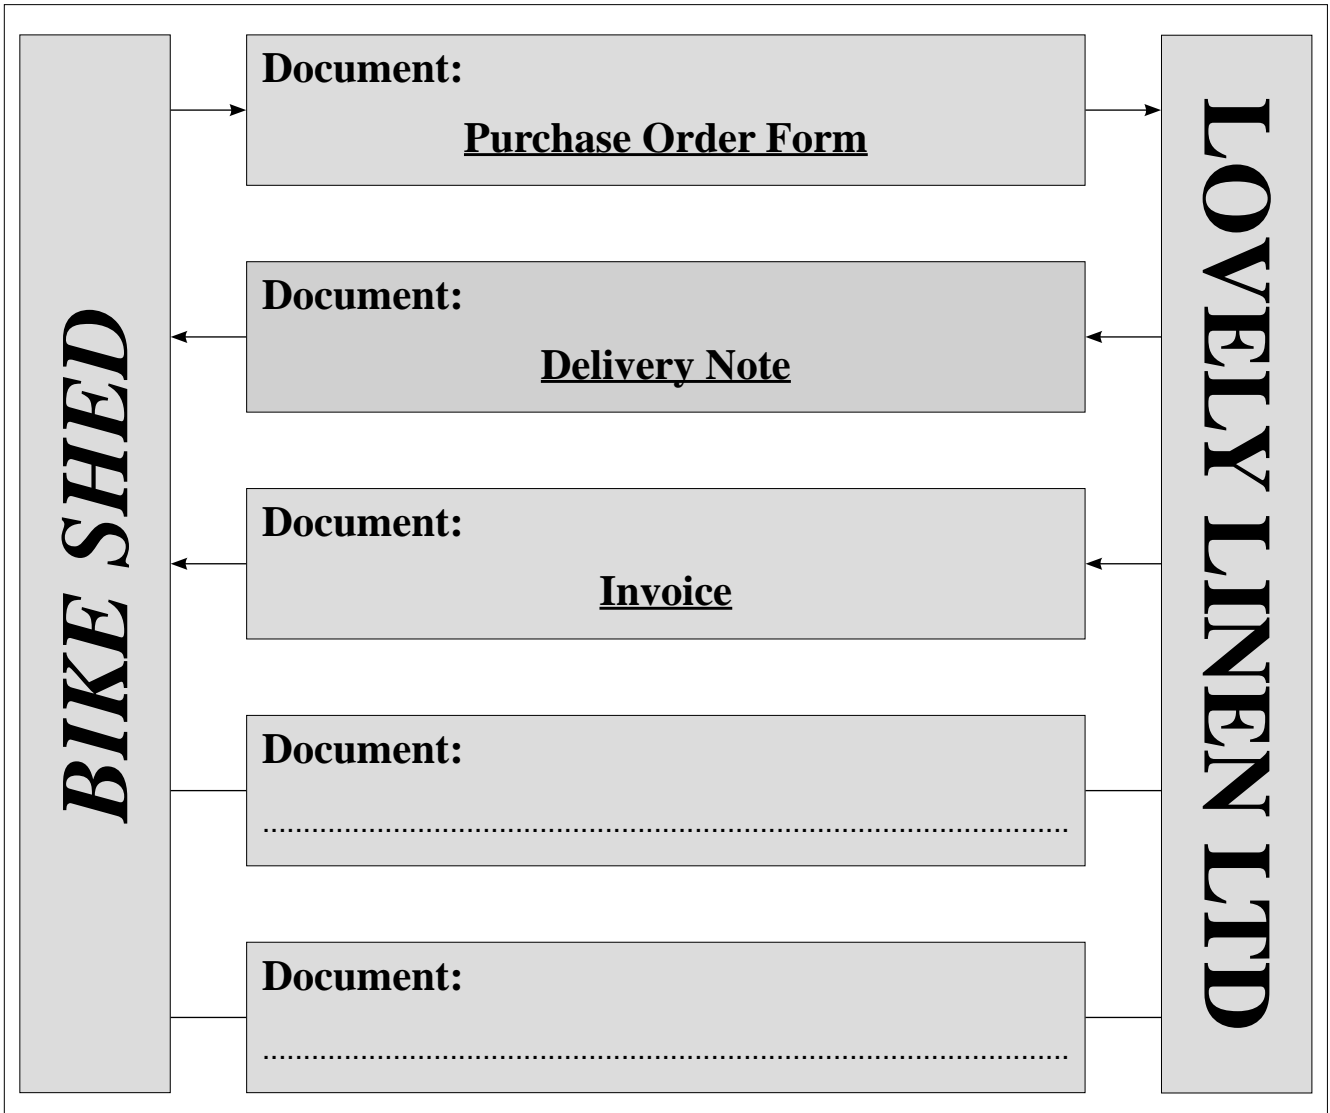 BIKE SHED
Document:
Purchase Order Form
Document:
Delivery Note
Document:
Invoice
Document:
..................................................................................................
Document:
..................................................................................................
LOVELY LINEN LTD